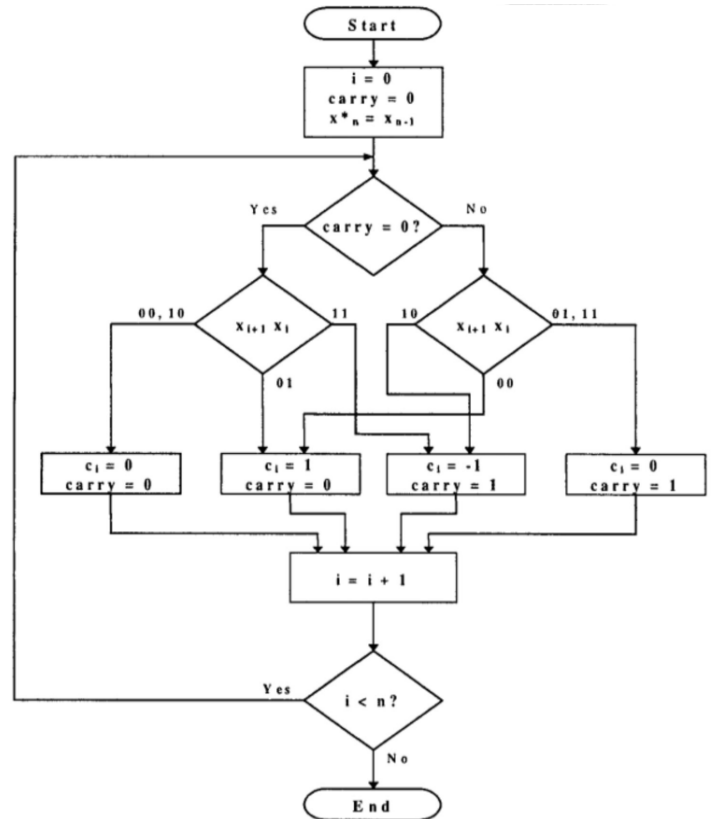 Start
i = 0
carry = 0
x*ₙ = xₙ₋₁
Yes
No
carry = 0?
00, 10
xᵢ₊₁ xᵢ
11
10
xᵢ₊₁ xᵢ
01, 11
01
00
cᵢ = 0
carry = 0
cᵢ = 1
carry = 0
cᵢ = -1
carry = 1
cᵢ = 0
carry = 1
i = i + 1
Yes
i < n?
No
End